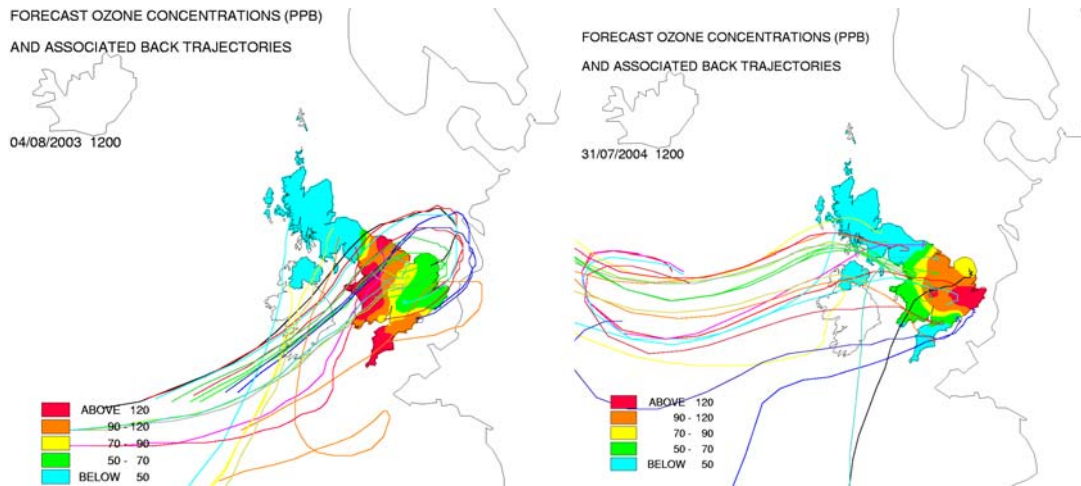 FORECAST OZONE CONCENTRATIONS (PPB)
AND ASSOCIATED BACK TRAJECTORIES
04/08/2003 1200
ABOVE 120
90 - 120
70 - 90
50 - 70
BELOW 50
FORECAST OZONE CONCENTRATIONS (PPB)
AND ASSOCIATED BACK TRAJECTORIES
31/07/2004 1200
ABOVE 120
90 - 120
70 - 90
50 - 70
BELOW 50